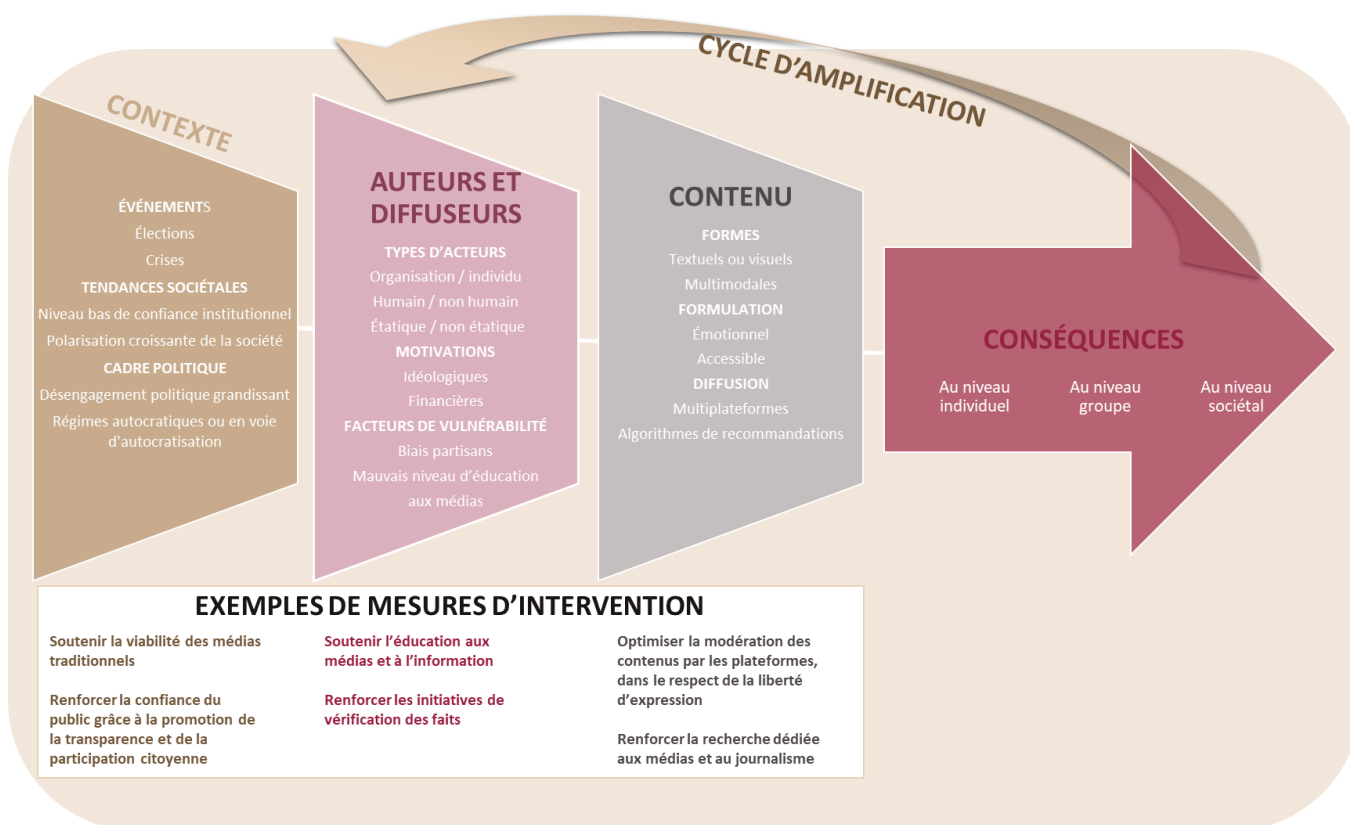 CYCLE D'AMPLIFICATION
CONTEXTE
ÉVÉNEMENTS
Élections
Crises
TENDANCES SOCIÉTALES
Niveau bas de confiance institutionnel
Polarisation croissante de la société
CADRE POLITIQUE
Désengagement politique grandissant
Régimes autocratiques ou en voie
d'autocratisation
AUTEURS ET
DIFFUSEURS
TYPES D'ACTEURS
Organisation / individu
Humain / non humain
Étatique / non étatique
MOTIVATIONS
Idéologiques
Financières
FACTEURS DE VULNÉRABILITÉ
Biais partisans
Mauvais niveau d'éducation
aux médias
CONTENU
FORMES
Textuels ou visuels
Multimodales
FORMULATION
Émotionnel
Accessible
DIFFUSION
Multiplateformes
Algorithmes de recommandations
CONSÉQUENCES
Au niveau
individuel
Au niveau
groupe
Au niveau
sociétal
EXEMPLES DE MESURES D'INTERVENTION
Soutenir la viabilité des médias
traditionnels
Renforcer la confiance du
public grâce à la promotion de
la transparence et de la
participation citoyenne
Soutenir l'éducation aux
médias et à l'information
Renforcer les initiatives de
vérification des faits
Optimiser la modération des
contenus par les plateformes,
dans le respect de la liberté
d'expression
Renforcer la recherche dédiée
aux médias et au journalisme